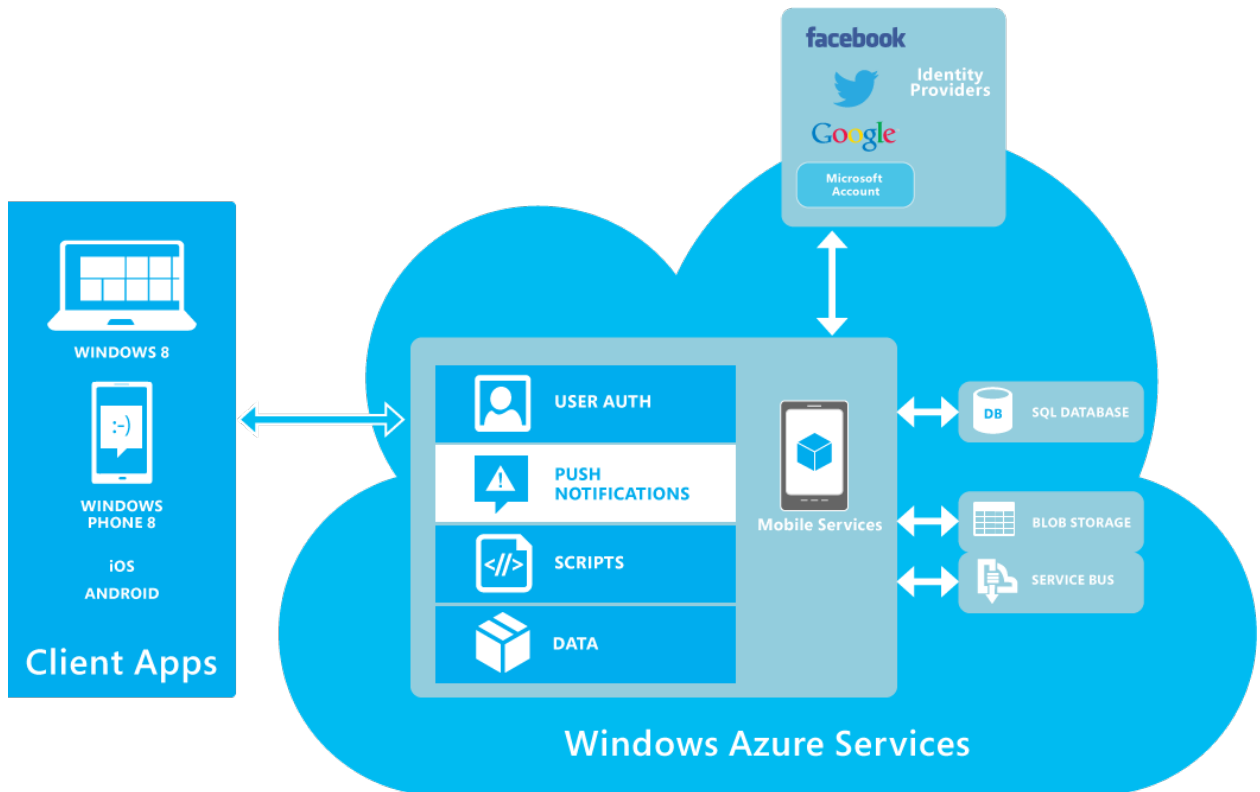 facebook
Identity
Providers
Google
Microsoft
Account
WINDOWS 8
:-)
WINDOWS
PHONE 8
iOS
ANDROID
Client Apps
USER AUTH
PUSH
NOTIFICATIONS
SCRIPTS
<//>
DATA
Mobile Services
DB
SQL DATABASE
BLOB STORAGE
SERVICE BUS
Windows Azure Services